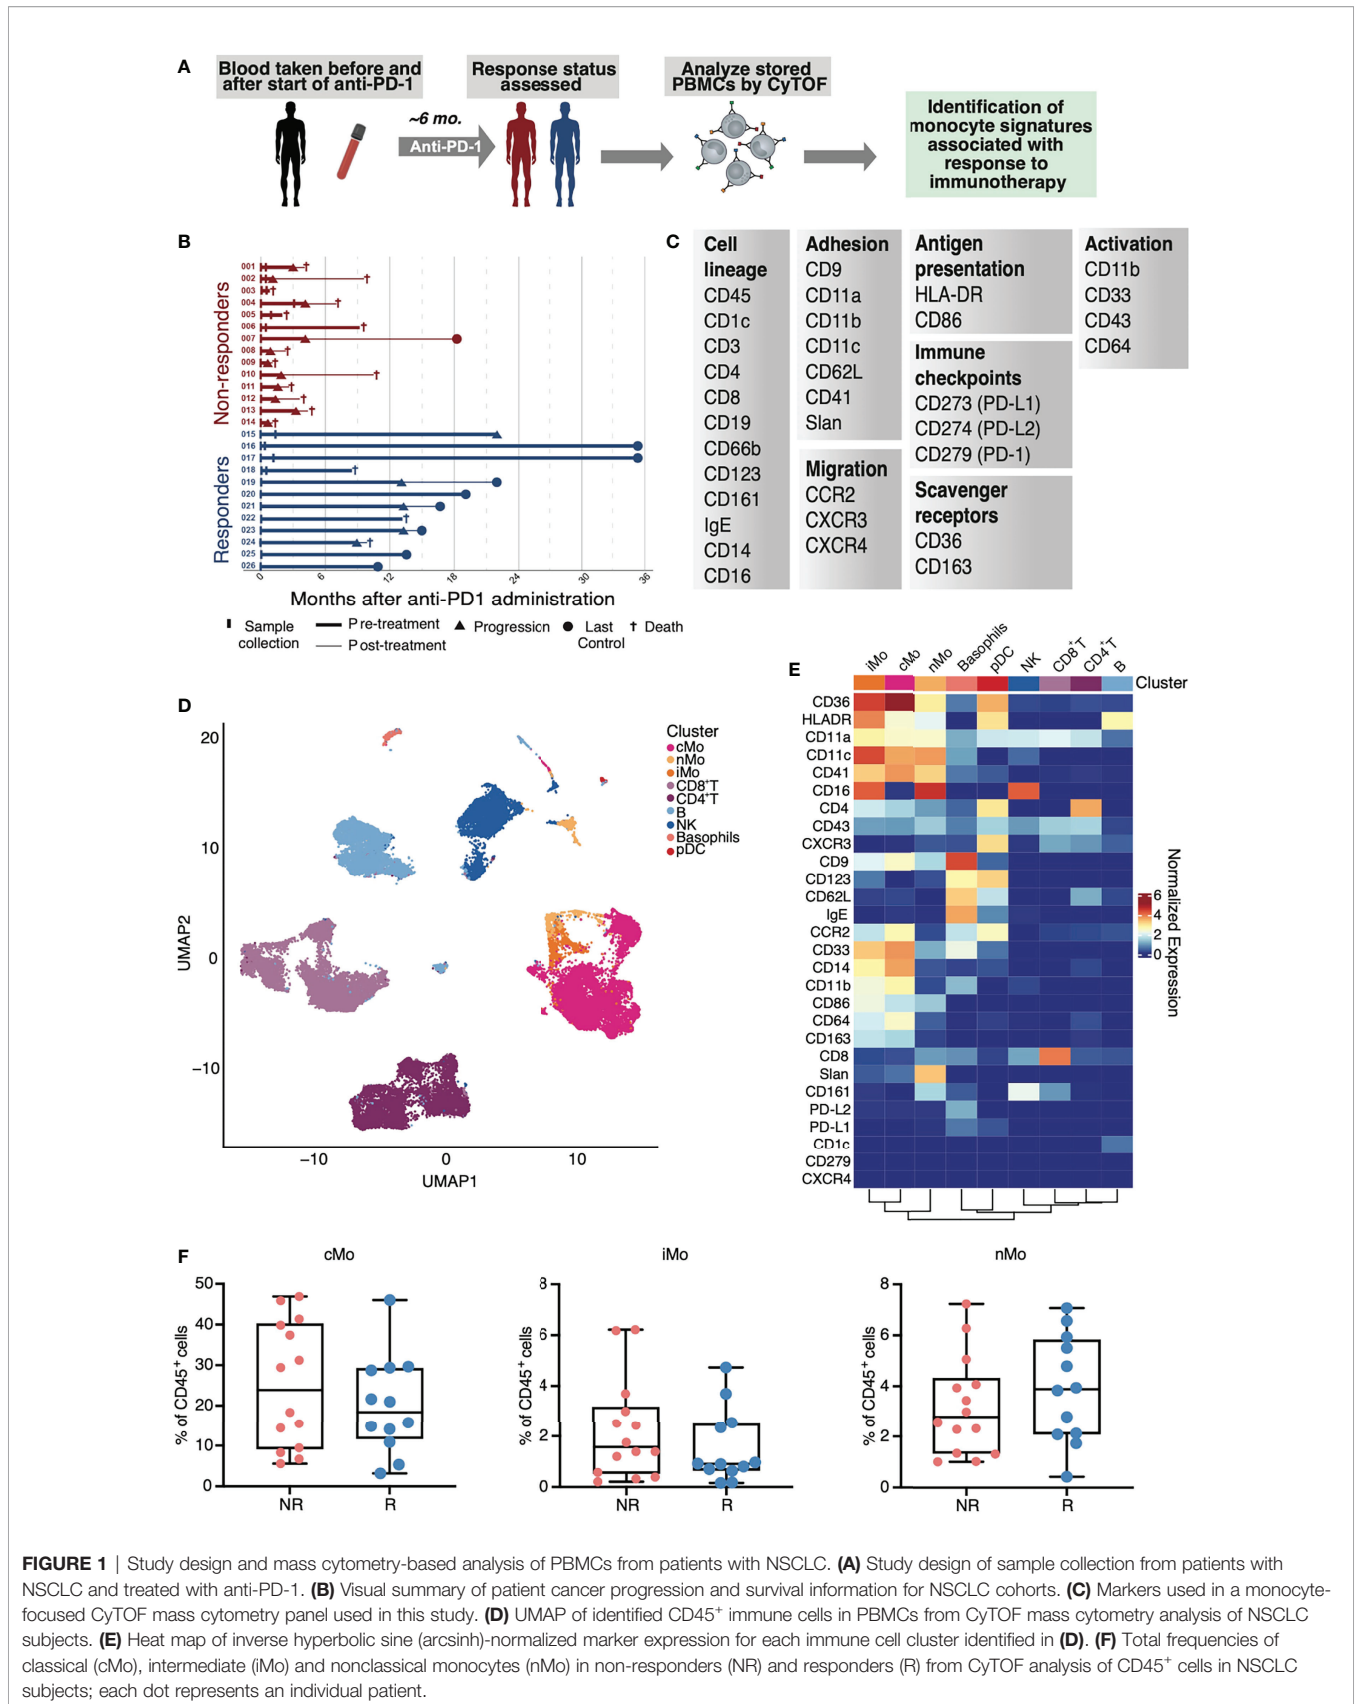 A
Blood taken before and
after start of anti-PD-1
~6 mo.
Anti-PD-1
Response status
assessed
Analyze stored
PBMCs by CyTOF
Identification of
monocyte signatures
associated with
response to
immunotherapy
B
Non-responders
Responders
001
002
003
004
005
006
007
008
009
010
011
012
013
014
015
016
017
018
019
020
021
022
023
024
025
026
0 6 12 18 24 30 36
Months after anti-PD1 administration
Sample
collection
Pre-treatment
Post-treatment
Progression
Last
Control
† Death
C
Cell
lineage
CD45
CD1c
CD3
CD4
CD8
CD19
CD66b
CD123
CD161
IgE
CD14
CD16
Adhesion
CD9
CD11a
CD11b
CD11c
CD62L
CD41
Slan
Migration
CCR2
CXCR3
CXCR4
Antigen
presentation
HLA-DR
CD86
Immune
checkpoints
CD273 (PD-L1)
CD274 (PD-L2)
CD279 (PD-1)
Scavenger
receptors
CD36
CD163
Activation
CD11b
CD33
CD43
CD64
D
20
10
0
−10
UMAP2
−10 0 10
UMAP1
Cluster
cMo
nMo
iMo
CD8⁺T
CD4⁺T
B
NK
Basophils
pDC
E
iMo cMo nMo Basophils pDC NK CD8⁺T CD4⁺T B
Cluster
CD36
HLADR
CD11a
CD11c
CD41
CD16
CD4
CD43
CXCR3
CD9
CD123
CD62L
IgE
CCR2
CD33
CD14
CD11b
CD86
CD64
CD163
CD8
Slan
CD161
PD-L2
PD-L1
CD1c
CD279
CXCR4
6
4
2
0
Normalized Expression
F
cMo
50
40
30
20
10
0
% of CD45⁺ cells
NR R
iMo
8
6
4
2
0
% of CD45⁺ cells
NR R
nMo
8
6
4
2
0
% of CD45⁺ cells
NR R
FIGURE 1 | Study design and mass cytometry-based analysis of PBMCs from patients with NSCLC. (A) Study design of sample collection from patients with
NSCLC and treated with anti-PD-1. (B) Visual summary of patient cancer progression and survival information for NSCLC cohorts. (C) Markers used in a monocyte-
focused CyTOF mass cytometry panel used in this study. (D) UMAP of identified CD45⁺ immune cells in PBMCs from CyTOF mass cytometry analysis of NSCLC
subjects. (E) Heat map of inverse hyperbolic sine (arcsinh)-normalized marker expression for each immune cell cluster identified in (D). (F) Total frequencies of
classical (cMo), intermediate (iMo) and nonclassical monocytes (nMo) in non-responders (NR) and responders (R) from CyTOF analysis of CD45⁺ cells in NSCLC
subjects; each dot represents an individual patient.